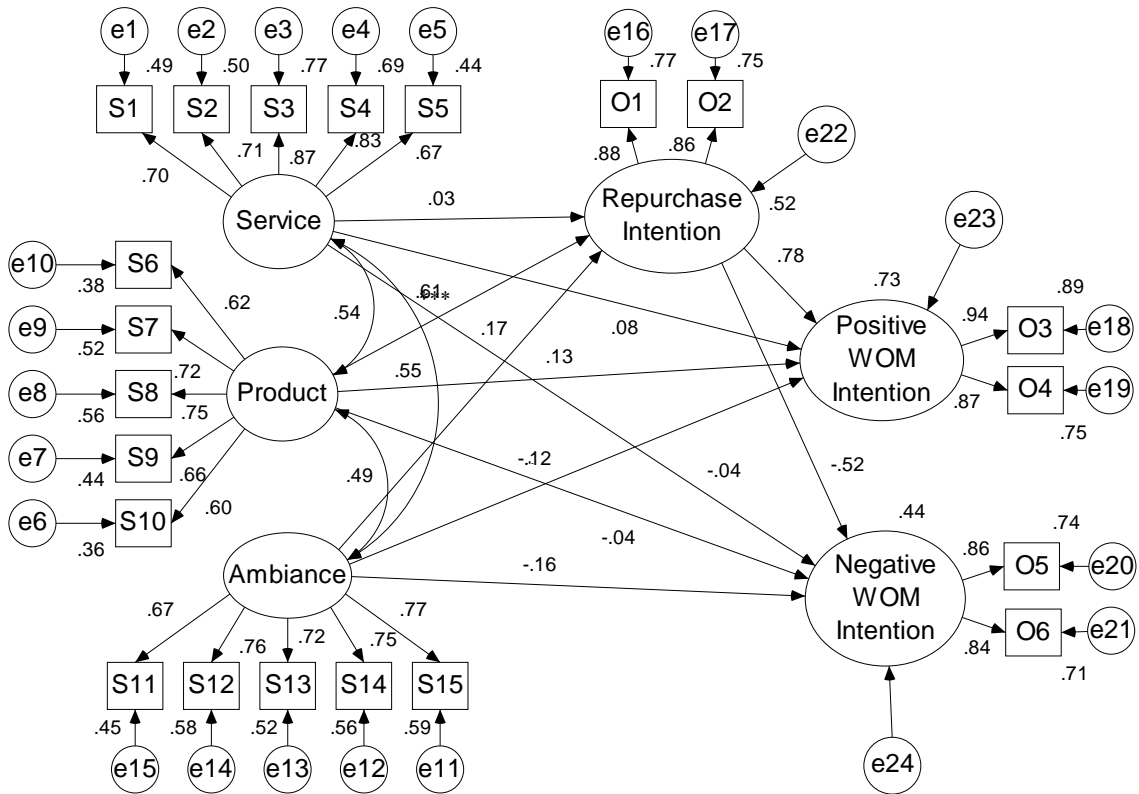 e1 e2 e3 e4 e5
.49 .50 .77 .69 .44
S1 S2 S3 S4 S5
.70 .71 .87 .83 .67
Service
e16 e17
.77 .75
O1 O2
.88 .86
e22
Repurchase
Intention
.52
.03
e23
.78
.73
e10 S6
.38
.62
e9 S7
.52
.72
e8 S8
.56
.75
e7 S9
.44
.66
e6 S10
.36
.60
Product
.54
.55
.49
.61
***
.17
.08
.13
Positive
WOM
Intention
.89
.94
O3 e18
O4 e19
.87
.75
-.04
-.52
-.04
-.16
.44
Negative
WOM
Intention
.74
.86
O5 e20
O6 e21
.84
.71
e24
Ambiance
.67 .76 .72 .75 .77
S11 S12 S13 S14 S15
.45 .58 .52 .56 .59
e15 e14 e13 e12 e11